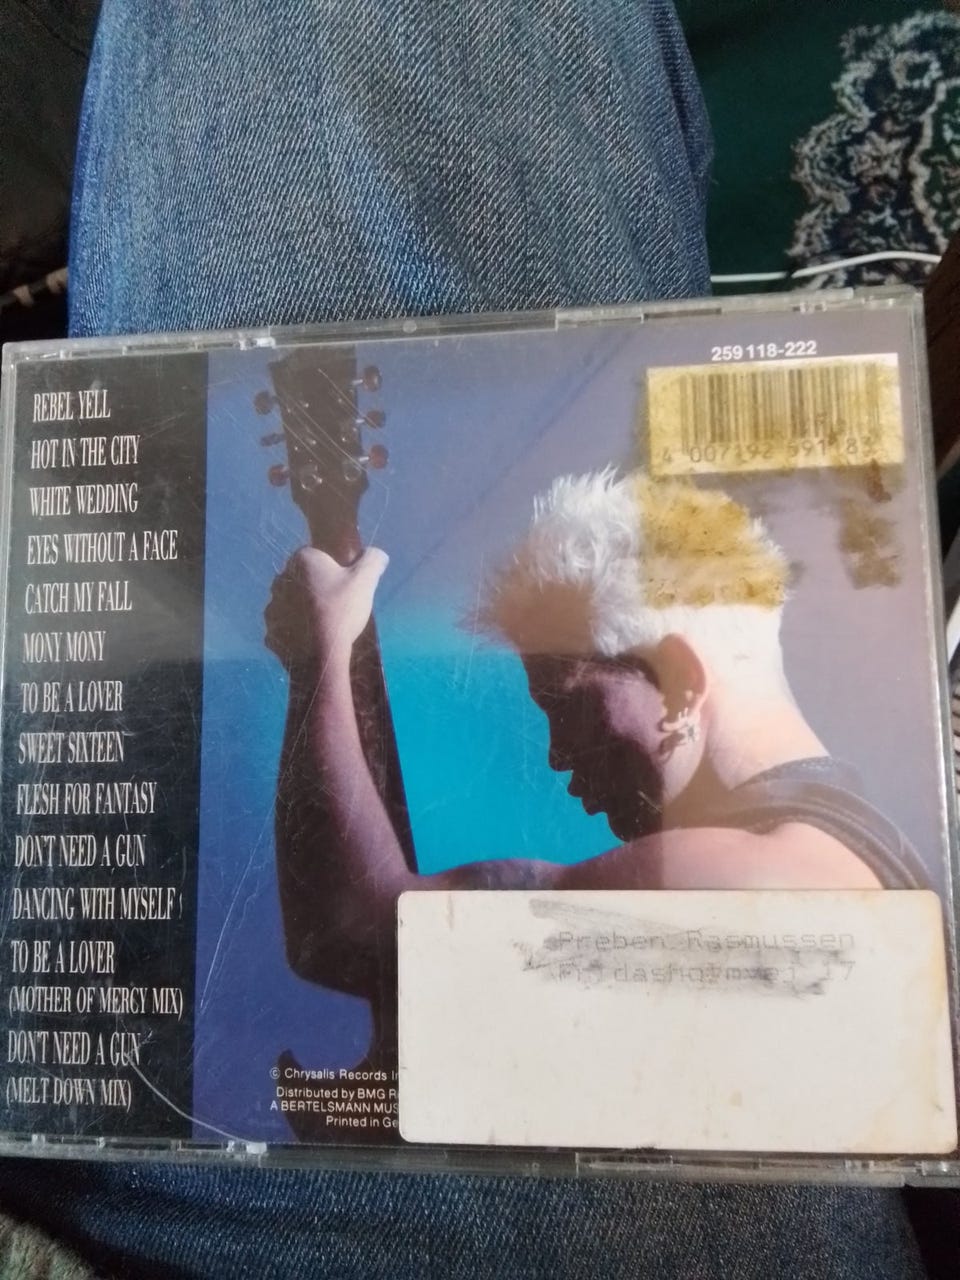 REBEL YELL
HOT IN THE CITY
WHITE WEDDING
EYES WITHOUT A FACE
CATCH MY FALL
MONY MONY
TO BE A LOVER
SWEET SIXTEEN
FLESH FOR FANTASY
DON'T NEED A GUN
DANCING WITH MYSELF
TO BE A LOVER
(MOTHER OF MERCY MIX)
DON'T NEED A GUN
(MELT DOWN MIX)
259 118-222
4 007192 591183
Preben Rasmussen
17
© Chrysalis Records
Distributed by BMG
A BERTELSMANN
Printed in